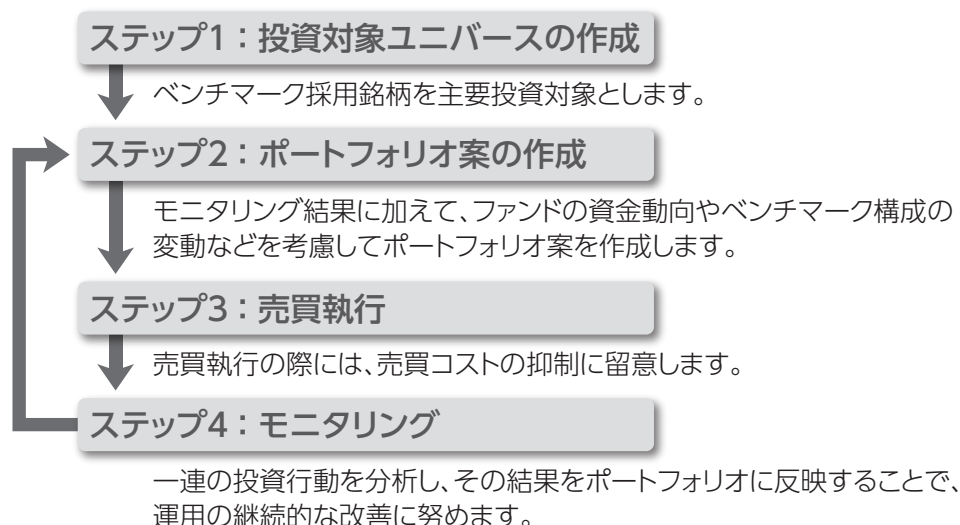 ステップ1：投資対象ユニバースの作成
ベンチマーク採用銘柄を主要投資対象とします。
ステップ2：ポートフォリオ案の作成
モニタリング結果に加えて、ファンドの資金動向やベンチマーク構成の
変動などを考慮してポートフォリオ案を作成します。
ステップ3：売買執行
売買執行の際には、売買コストの抑制に留意します。
ステップ4：モニタリング
一連の投資行動を分析し、その結果をポートフォリオに反映することで、
運用の継続的な改善に努めます。